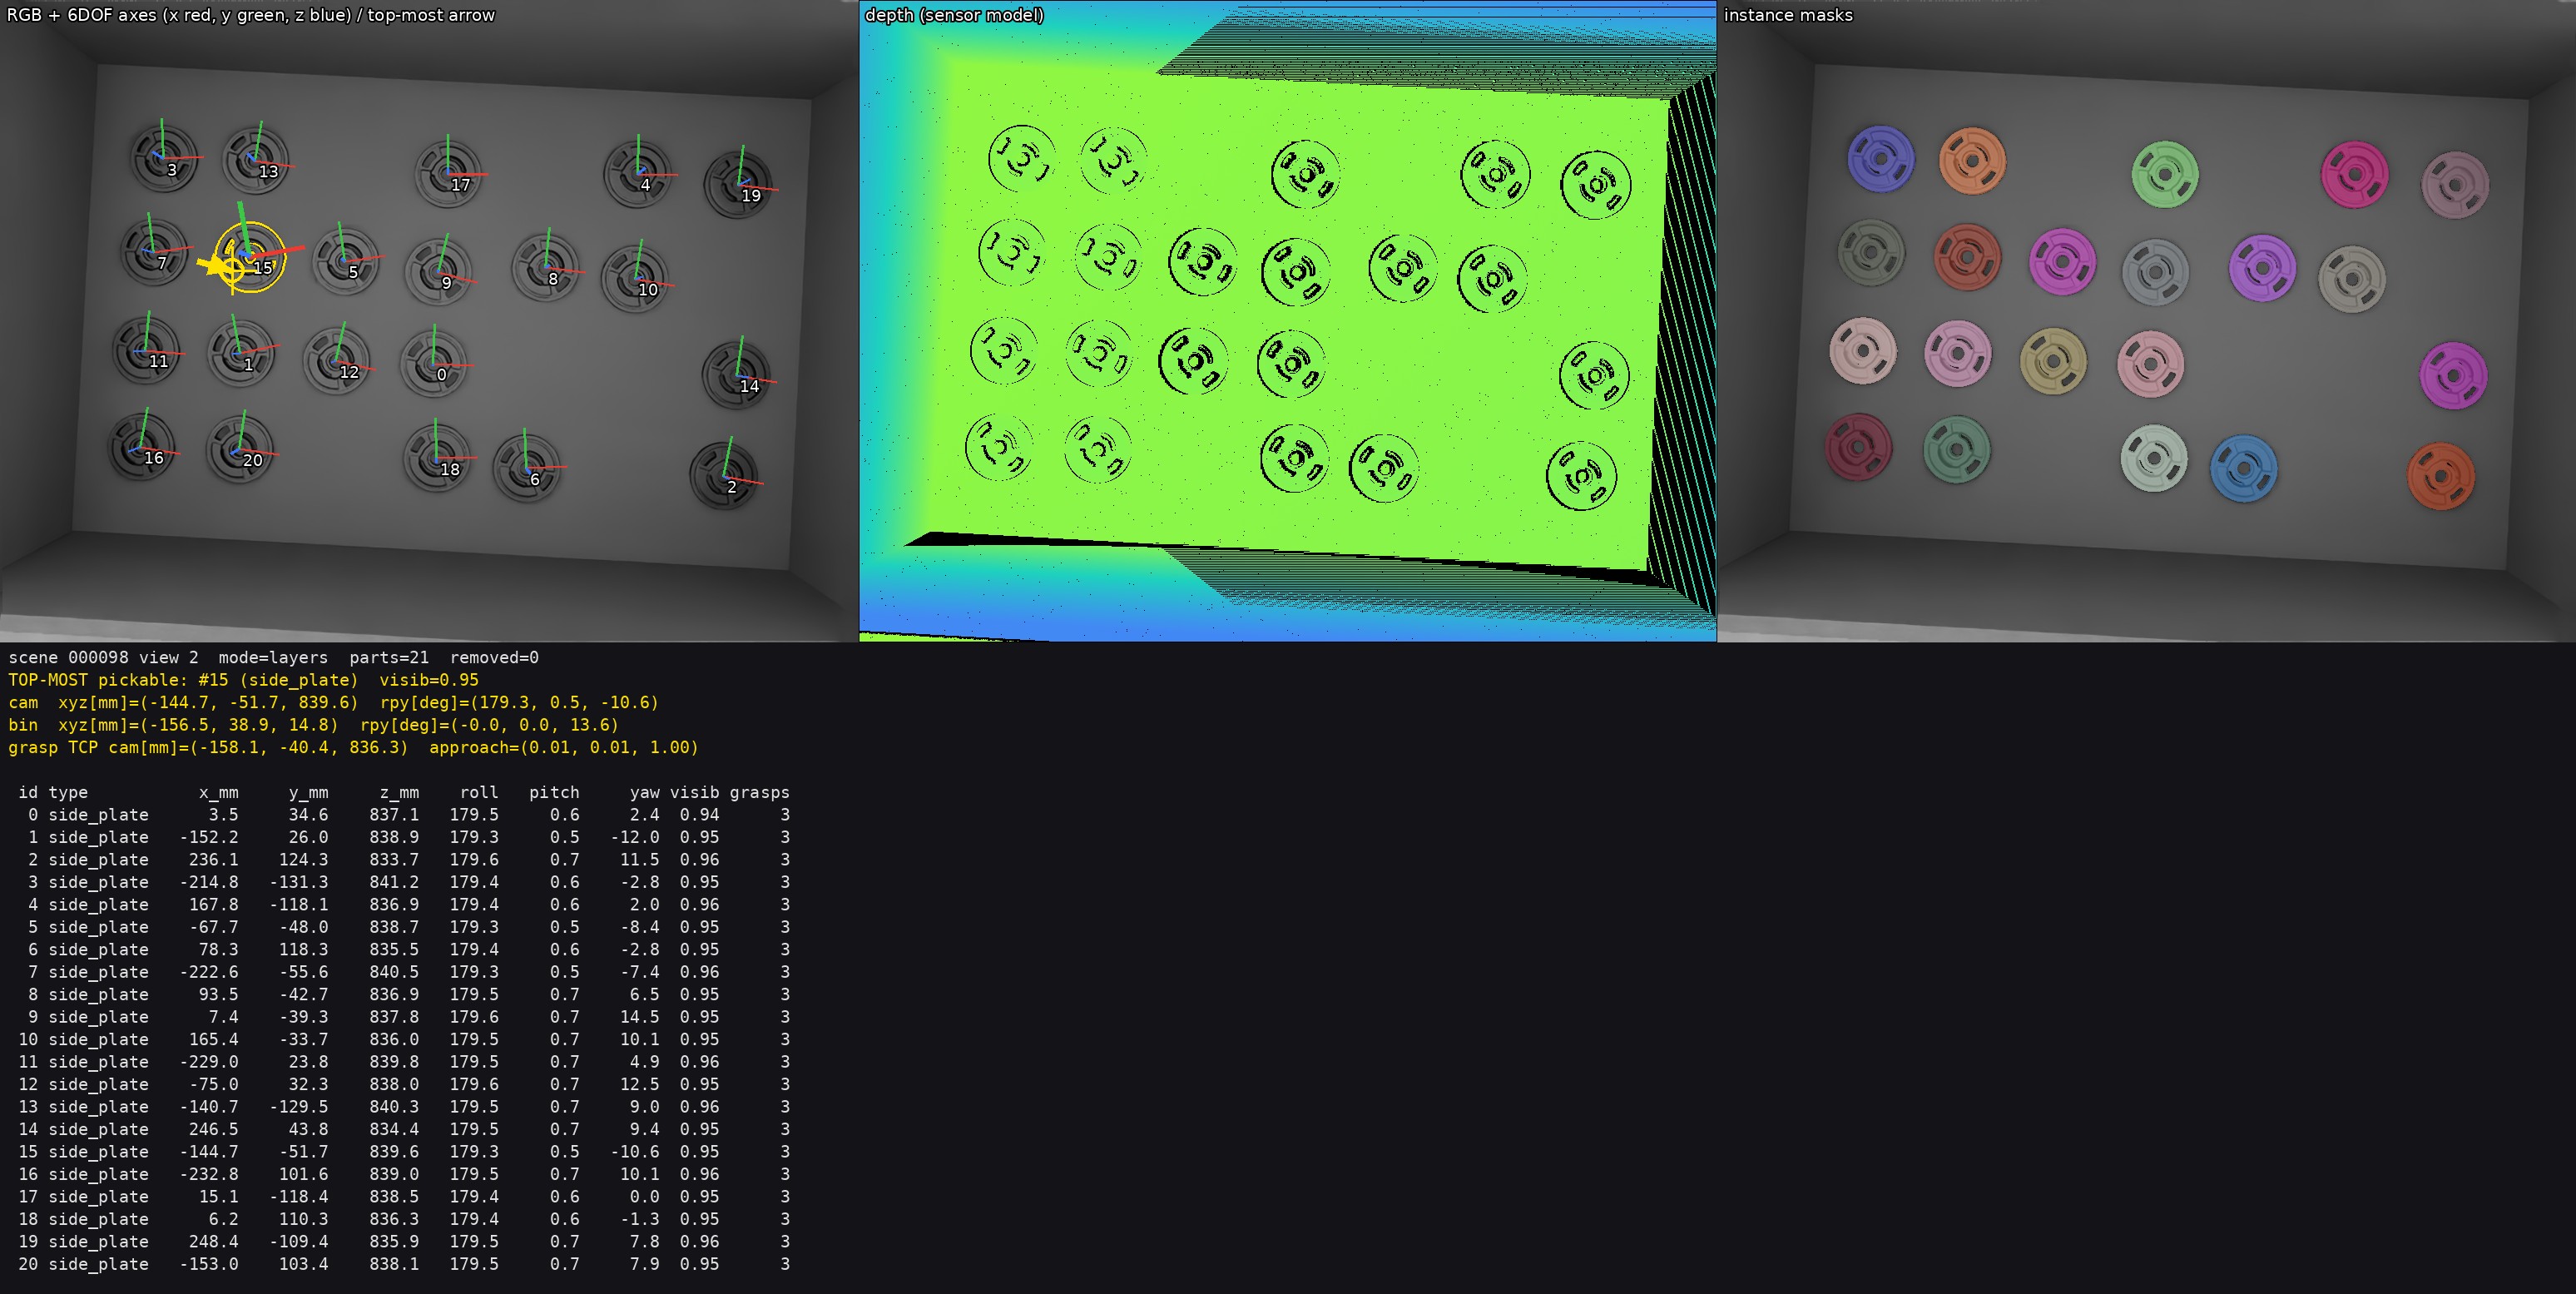 RGB + 6DOF axes (x red, y green, z blue) / top-most arrow
depth (sensor model)
instance masks
3
13
17
4
19
7
15
5
9
8
10
11
1
12
0
14
16
20
18
6
2
scene 000098 view 2  mode=layers  parts=21  removed=0
TOP-MOST pickable: #15 (side_plate)  visib=0.95
cam  xyz[mm]=(-144.7, -51.7, 839.6)  rpy[deg]=(179.3, 0.5, -10.6)
bin  xyz[mm]=(-156.5, 38.9, 14.8)  rpy[deg]=(-0.0, 0.0, 13.6)
grasp TCP cam[mm]=(-158.1, -40.4, 836.3)  approach=(0.01, 0.01, 1.00)
id type x_mm y_mm z_mm roll pitch yaw visib grasps
0 side_plate 3.5 34.6 837.1 179.5 0.6 2.4 0.94 3
1 side_plate -152.2 26.0 838.9 179.3 0.5 -12.0 0.95 3
2 side_plate 236.1 124.3 833.7 179.6 0.7 11.5 0.96 3
3 side_plate -214.8 -131.3 841.2 179.4 0.6 -2.8 0.95 3
4 side_plate 167.8 -118.1 836.9 179.4 0.6 2.0 0.96 3
5 side_plate -67.7 -48.0 838.7 179.3 0.5 -8.4 0.95 3
6 side_plate 78.3 118.3 835.5 179.4 0.6 -2.8 0.95 3
7 side_plate -222.6 -55.6 840.5 179.3 0.5 -7.4 0.96 3
8 side_plate 93.5 -42.7 836.9 179.5 0.7 6.5 0.95 3
9 side_plate 7.4 -39.3 837.8 179.6 0.7 14.5 0.95 3
10 side_plate 165.4 -33.7 836.0 179.5 0.7 10.1 0.95 3
11 side_plate -229.0 23.8 839.8 179.5 0.7 4.9 0.96 3
12 side_plate -75.0 32.3 838.0 179.6 0.7 12.5 0.95 3
13 side_plate -140.7 -129.5 840.3 179.5 0.7 9.0 0.96 3
14 side_plate 246.5 43.8 834.4 179.5 0.7 9.4 0.95 3
15 side_plate -144.7 -51.7 839.6 179.3 0.5 -10.6 0.95 3
16 side_plate -232.8 101.6 839.0 179.5 0.7 10.1 0.96 3
17 side_plate 15.1 -118.4 838.5 179.4 0.6 0.0 0.95 3
18 side_plate 6.2 110.3 836.3 179.4 0.6 -1.3 0.95 3
19 side_plate 248.4 -109.4 835.9 179.5 0.7 7.8 0.96 3
20 side_plate -153.0 103.4 838.1 179.5 0.7 7.9 0.95 3